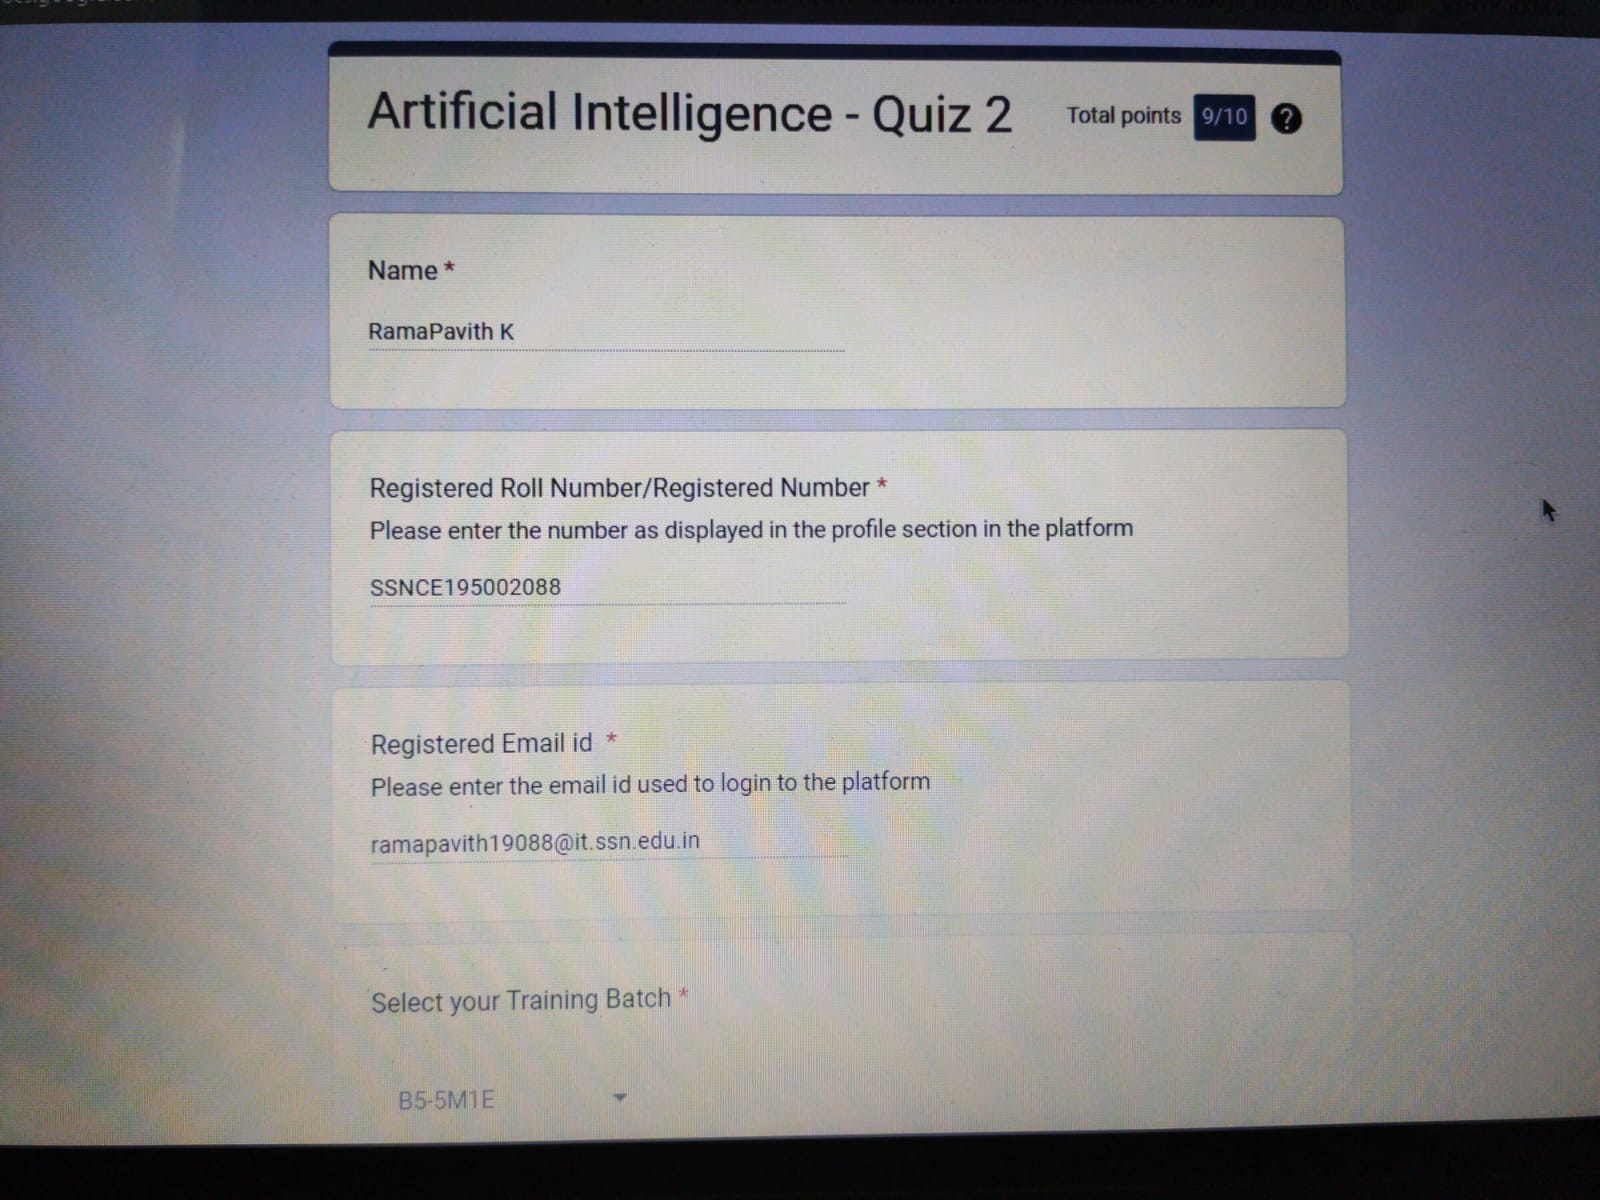 Artificial Intelligence - Quiz 2
Total points 9/10 ?
Name *
RamaPavith K
Registered Roll Number/Registered Number *
Please enter the number as displayed in the profile section in the platform
SSNCE195002088
Registered Email id *
Please enter the email id used to login to the platform
ramapavith19088@it.ssn.edu.in
Select your Training Batch *
B5-5M1E